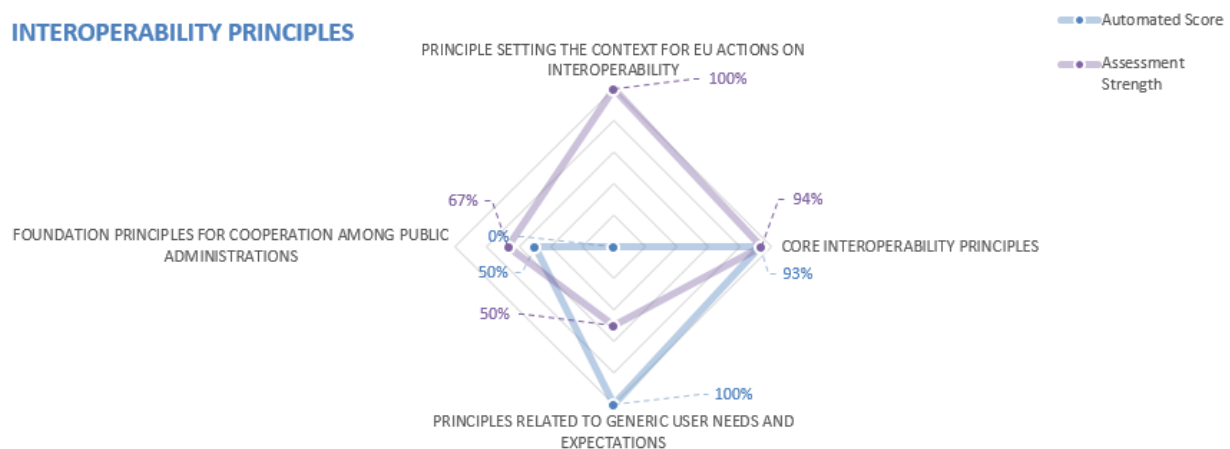 INTEROPERABILITY PRINCIPLES
Automated Score
Assessment
Strength
PRINCIPLE SETTING THE CONTEXT FOR EU ACTIONS ON
INTEROPERABILITY
100%
67%
94%
FOUNDATION PRINCIPLES FOR COOPERATION AMONG PUBLIC
ADMINISTRATIONS
0%
CORE INTEROPERABILITY PRINCIPLES
50%
93%
50%
100%
PRINCIPLES RELATED TO GENERIC USER NEEDS AND
EXPECTATIONS